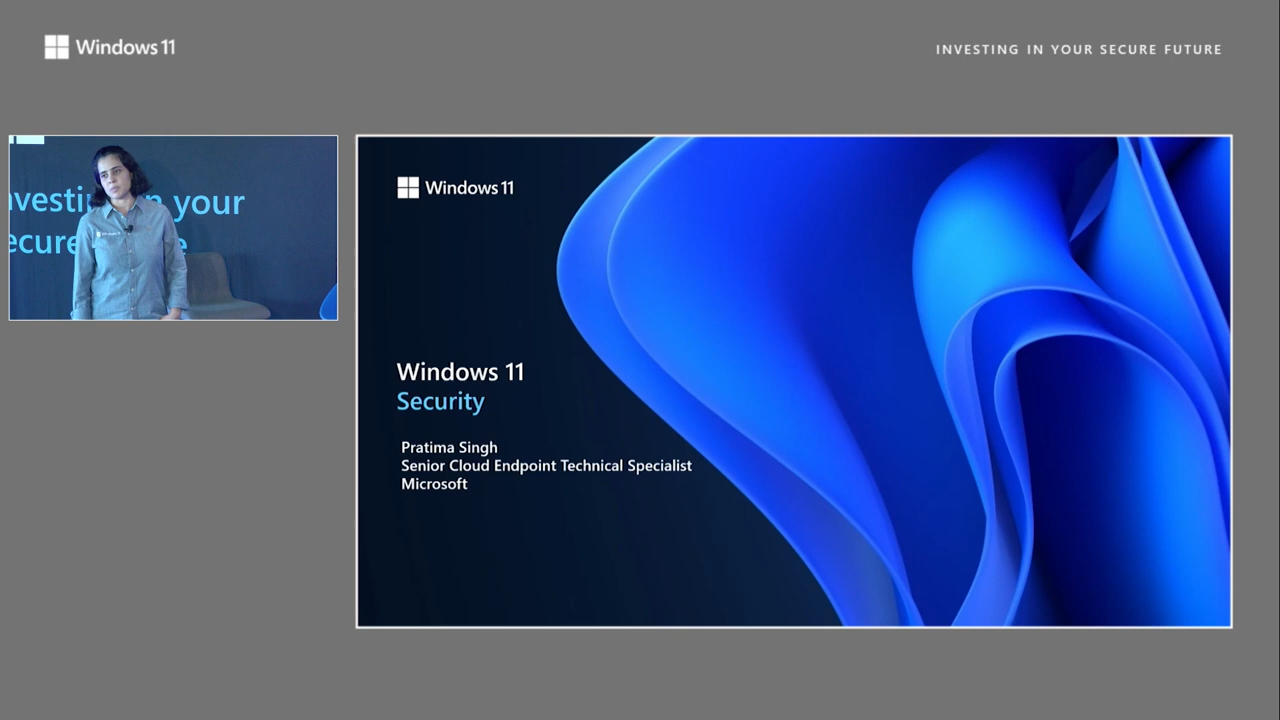 Windows 11
INVESTING IN YOUR SECURE FUTURE
your
Windows 11
Windows 11
Security
Pratima Singh
Senior Cloud Endpoint Technical Specialist
Microsoft